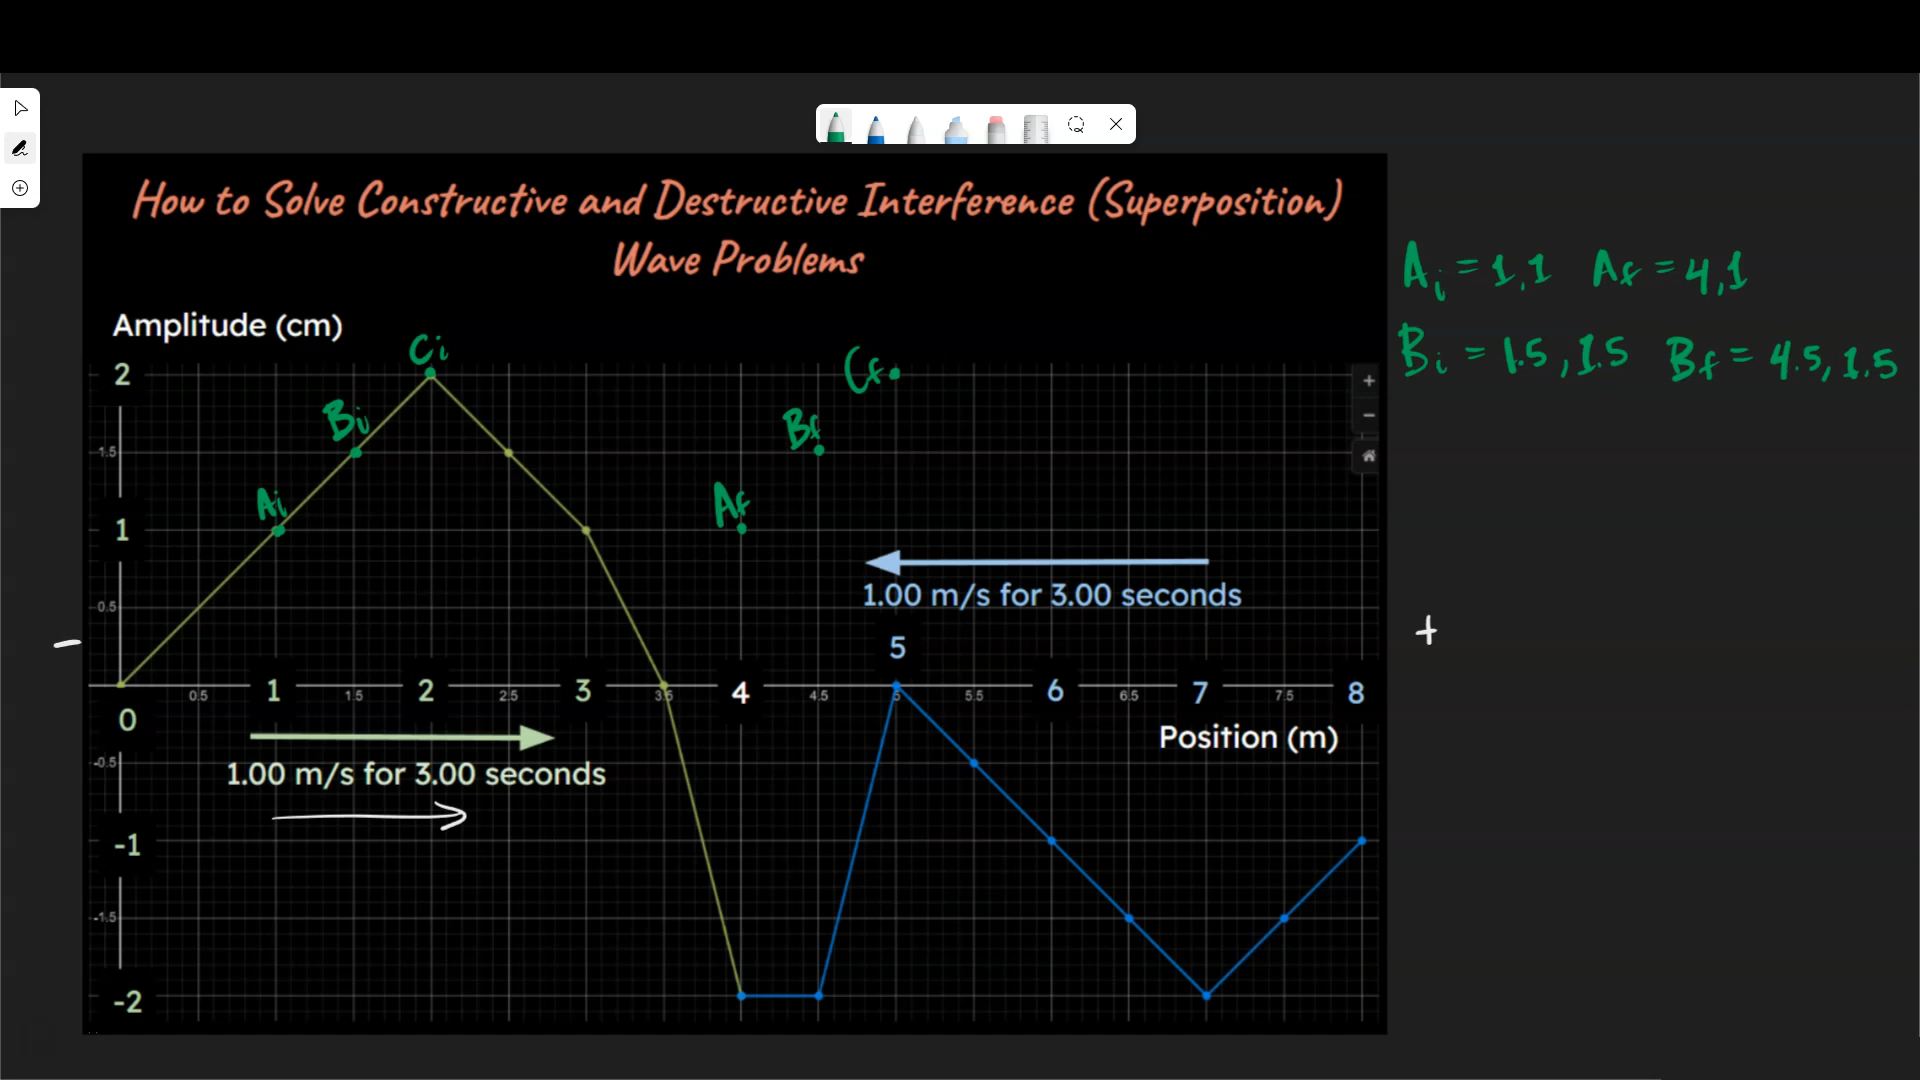 How to Solve Constructive and Destructive Interference (Superposition)
Wave Problems
Ai = 1,1 Af = 4,1
Amplitude (cm)
Bi = 1.5, 1.5 Bf = 4.5, 1.5
Ci
Cf
2
+
−
Bi
Bf
1.5
Ai
Af
1
1.00 m/s for 3.00 seconds
0.5
−
+
5
0.5 1 1.5 2 2.5 3 3.5 4 4.5 5 5.5 6 6.5 7 7.5 8
0
Position (m)
-0.5
1.00 m/s for 3.00 seconds
-1
-1.5
-2